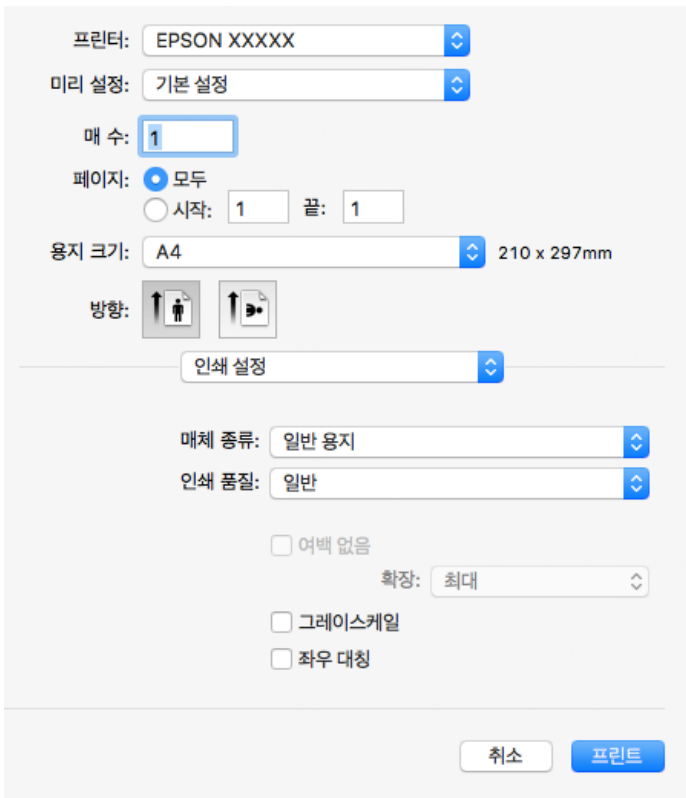 프린터: EPSON XXXXX
미리 설정: 기본 설정
매 수: 1
페이지: 모두
시작: 1 끝: 1
용지 크기: A4 210 x 297mm
방향:
인쇄 설정
매체 종류: 일반 용지
인쇄 품질: 일반
여백 없음
확장: 최대
그레이스케일
좌우 대칭
취소 프린트